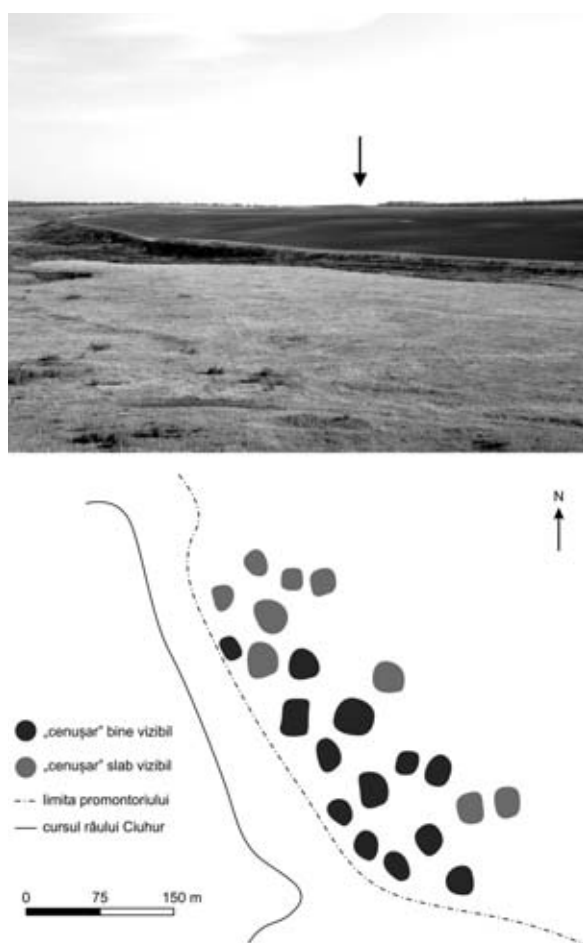 N
„cenușar” bine vizibil
„cenușar” slab vizibil
limita promontoriului
cursul râului Ciuhur
0 75 150 m